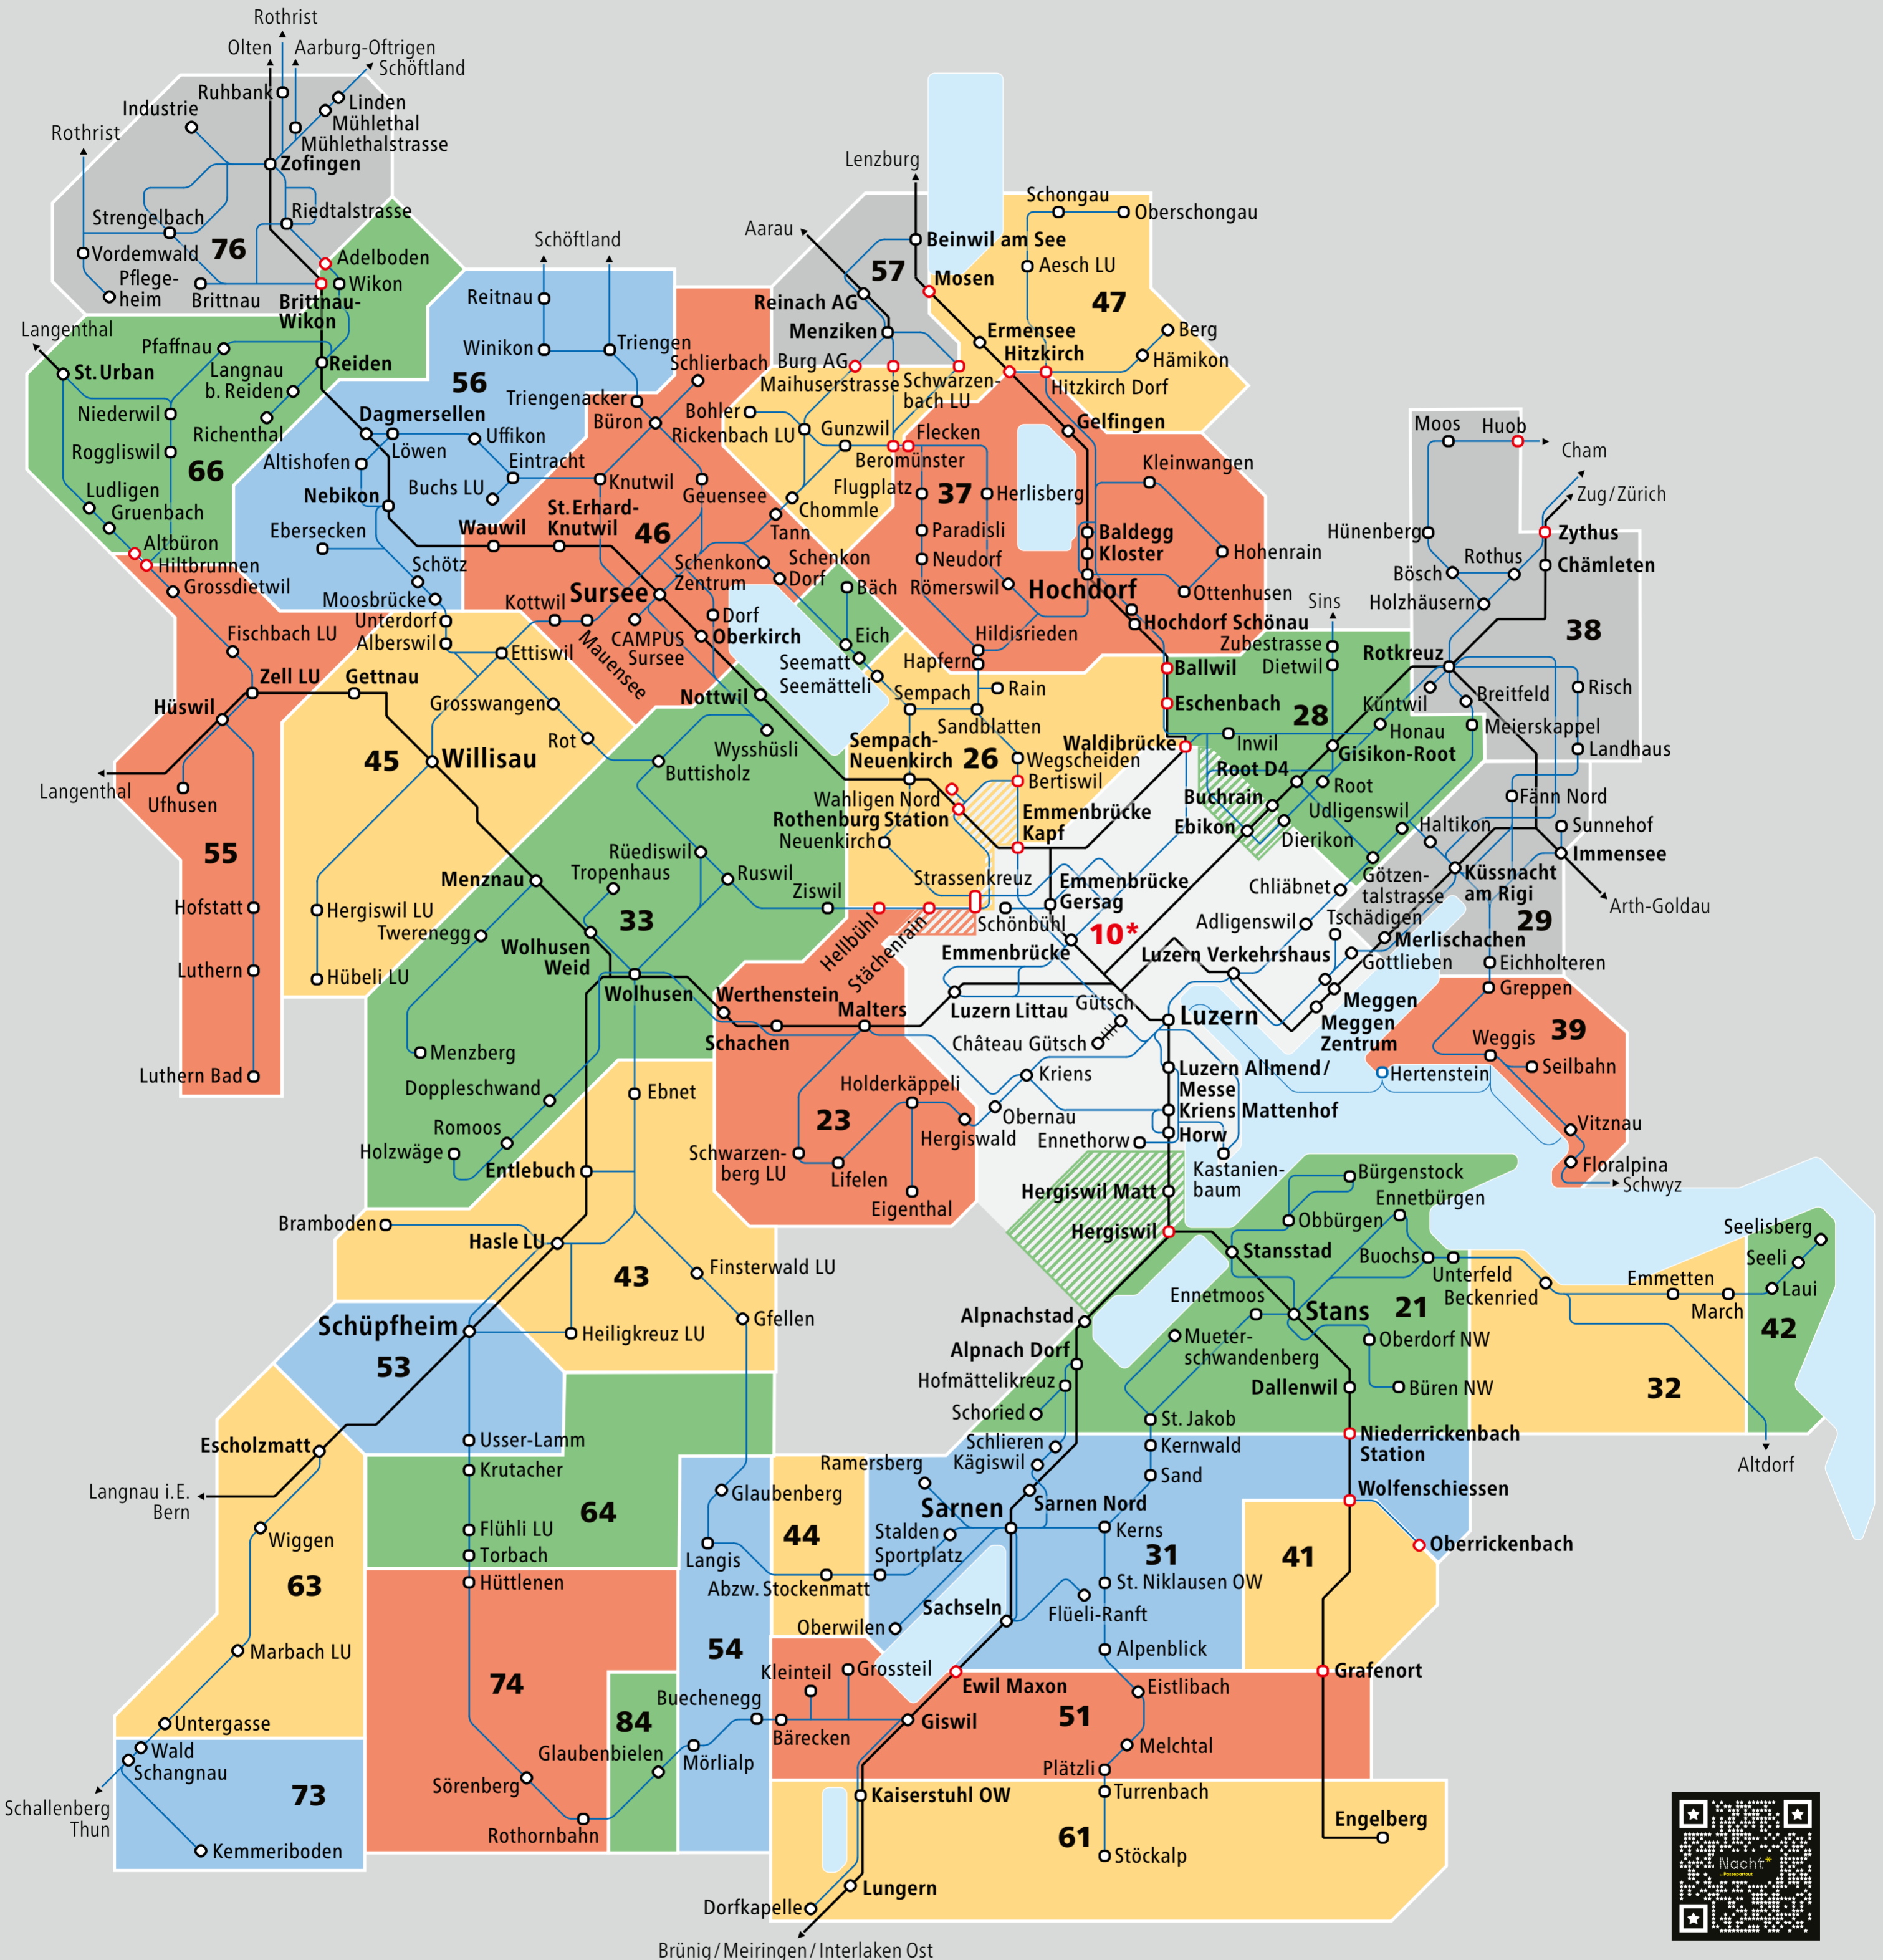 Rothrist
Olten
Aarburg-Oftrigen
Schöftland
Ruhbank
Linden
Industrie
Mühlethal
Mühlethalstrasse
Rothrist
Zofingen
Strengelbach
Riedtalstrasse
76
Vordemwald
Adelboden
Pflege-
heim
Brittnau
Wikon
Brittnau-
Wikon
Langenthal
Pfaffnau
Reiden
St. Urban
Langnau
b. Reiden
Niederwil
Richenthal
Roggliswil
66
Ludligen
Gruenbach
Altbüron
Hiltbrunnen
Grossdietwil
Fischbach LU
Zell LU
Gettnau
Hüswil
Langenthal
Ufhusen
55
Hofstatt
Luthern
Luthern Bad
Schöftland
Reitnau
Winikon
Triengen
56
Triengenacker
Dagmersellen
Löwen
Uffikon
Altishofen
Eintracht
Buchs LU
Nebikon
Ebersecken
Schötz
Moosbrücke
Unterdorf
Alberswil
Schlierbach
Büron
Knutwil
Geuensee
Wauwil
St. Erhard-
Knutwil
46
Schenkon
Zentrum
Schenkon
Dorf
Tann
Chommle
Sursee
Kottwil
Mauensee
CAMPUS
Sursee
Dorf
Oberkirch
Ettiswil
Grosswangen
Rot
45
Willisau
Hergiswil LU
Hübeli LU
Nottwil
Wysshüsli
Buttisholz
Rüediswil
Tropenhaus
Ruswil
Menznau
Ziswil
33
Twerenegg
Wolhusen
Weid
Wolhusen
Menzberg
Doppleschwand
Romoos
Holzwäge
Lenzburg
Aarau
Beinwil am See
57
Mosen
Reinach AG
Menziken
Burg AG
Maihuserstrasse
Schwarzen-
bach LU
Bohler
Rickenbach LU
Gunzwil
Flecken
Beromünster
Schongau
Oberschongau
Aesch LU
47
Ermensee
Hitzkirch
Berg
Hämikon
Hitzkirch Dorf
Gelfingen
Flugplatz
37
Herlisberg
Kleinwangen
Paradisli
Neudorf
Baldegg
Kloster
Hohenrain
Römerswil
Hochdorf
Ottenhusen
Hochdorf Schönau
Hildisrieden
Bäch
Eich
Seematt
Seemätteli
Hapfern
Ballwil
Sempach
Rain
Eschenbach
Sandblatten
Sempach-
Neuenkirch
26
Wegscheiden
Waldibrücke
Bertiswil
Wahligen Nord
Rothenburg Station
Neuenkirch
Emmenbrücke
Kapf
Strassenkreuz
Hellbühl
Stächenrain
Schönbühl
Emmenbrücke
Gersag
Emmenbrücke
10*
Moos
Huob
Cham
Zug/Zürich
Hünenberg
Zythus
Rothus
Chämleten
Bösch
Holzhäusern
38
Sins
Zubestrasse
Dietwil
Rotkreuz
Küntwil
Breitfeld
Risch
28
Honau
Meierskappel
Inwil
Gisikon-Root
Landhaus
Root D4
Root
Buchrain
Udligenswil
Fänn Nord
Ebikon
Dierikon
Haltikon
Sunnehof
Immensee
Chliäbnet
Götzen-
talstrasse
Küssnacht
am Rigi
Arth-Goldau
Adligenswil
Tschädigen
29
Merlischachen
Luzern Verkehrshaus
Gottlieben
Eichholteren
Meggen
Meggen
Zentrum
Greppen
39
Weggis
Seilbahn
Hertenstein
Vitznau
Floralpina
Schwyz
Werthenstein
Malters
Luzern Littau
Gütsch
Luzern
Schachen
Château Gütsch
Holderkäppeli
Kriens
Luzern Allmend/
Messe
23
Obernau
Kriens Mattenhof
Hergiswald
Ennethorw
Horw
Schwarzen-
berg LU
Lifelen
Eigenthal
Kastanien-
baum
Hergiswil Matt
Hergiswil
Ebnet
Entlebuch
Bramboden
Hasle LU
43
Finsterwald LU
Gfellen
Heiligkreuz LU
Schüpfheim
53
Escholzmatt
Langnau i.E.
Bern
Usser-Lamm
Krutacher
64
Flühli LU
Torbach
Hüttlenen
Wiggen
63
Marbach LU
Untergasse
Wald
Schangnau
73
Schallenberg
Thun
Kemmeriboden
74
Sörenberg
Rothornbahn
84
Glaubenbielen
Mörlialp
Buechenegg
54
Glaubenberg
Langis
44
Abzw. Stockenmatt
Sportplatz
Bürgenstock
Ennetbürgen
Obbürgen
Stansstad
Buochs
Unterfeld
Beckenried
Emmetten
March
Seelisberg
Seeli
Laui
42
32
Altdorf
Alpnachstad
Ennetmoos
Stans
21
Mueter-
schwandenberg
Oberdorf NW
Alpnach Dorf
Hofmättelikreuz
Dallenwil
Büren NW
Schoried
St. Jakob
Schlieren
Kernwald
Niederrickenbach
Station
Kägiswil
Ramersberg
Sand
Wolfenschiessen
Sarnen
Sarnen Nord
Stalden
Kerns
Oberrickenbach
31
41
St. Niklausen OW
Flüeli-Ranft
Sachseln
Oberwilen
Alpenblick
Grafenort
Kleinteil
Grossteil
Ewil Maxon
Eistlibach
Bärecken
Giswil
51
Melchtal
Plätzli
Turrenbach
Kaiserstuhl OW
61
Engelberg
Stöckalp
Lungern
Dorfkapelle
Brünig/Meiringen/Interlaken Ost
Nacht*
Passepartout